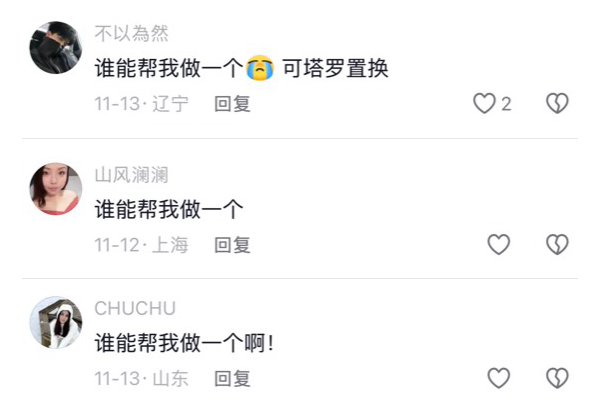 不以為然
谁能帮我做一个😭 可塔罗置换
11-13· 辽宁 回复 2
山风澜澜
谁能帮我做一个
11-12· 上海 回复
CHUCHU
谁能帮我做一个啊！
11-13· 山东 回复